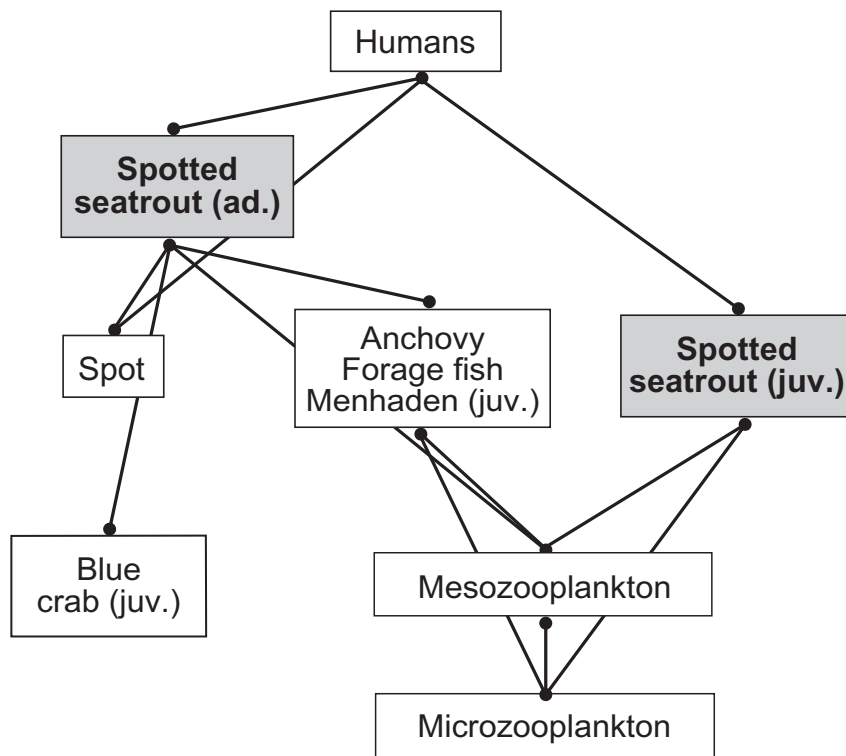 Humans
Spotted
seatrout (ad.)
Spot
Anchovy
Forage fish
Menhaden (juv.)
Spotted
seatrout (juv.)
Blue
crab (juv.)
Mesozooplankton
Microzooplankton